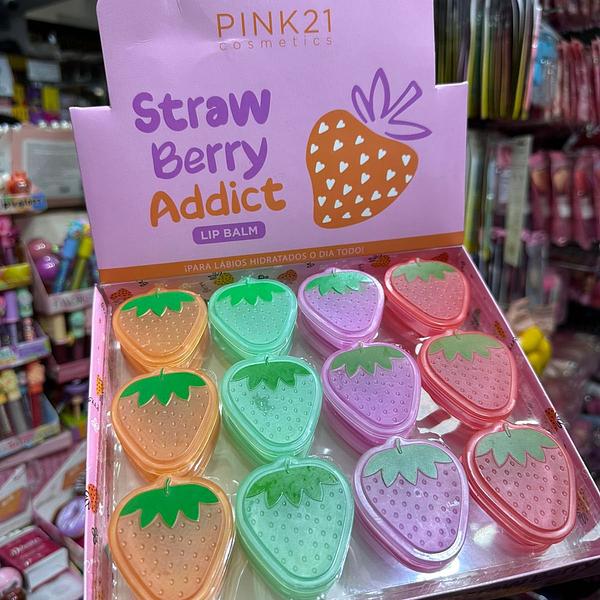 PINK21
cosmetics
StraW
Berry
Addict
LIP BALM
¡PARA LÁBIOS HIDRATADOS O DIA TODO!